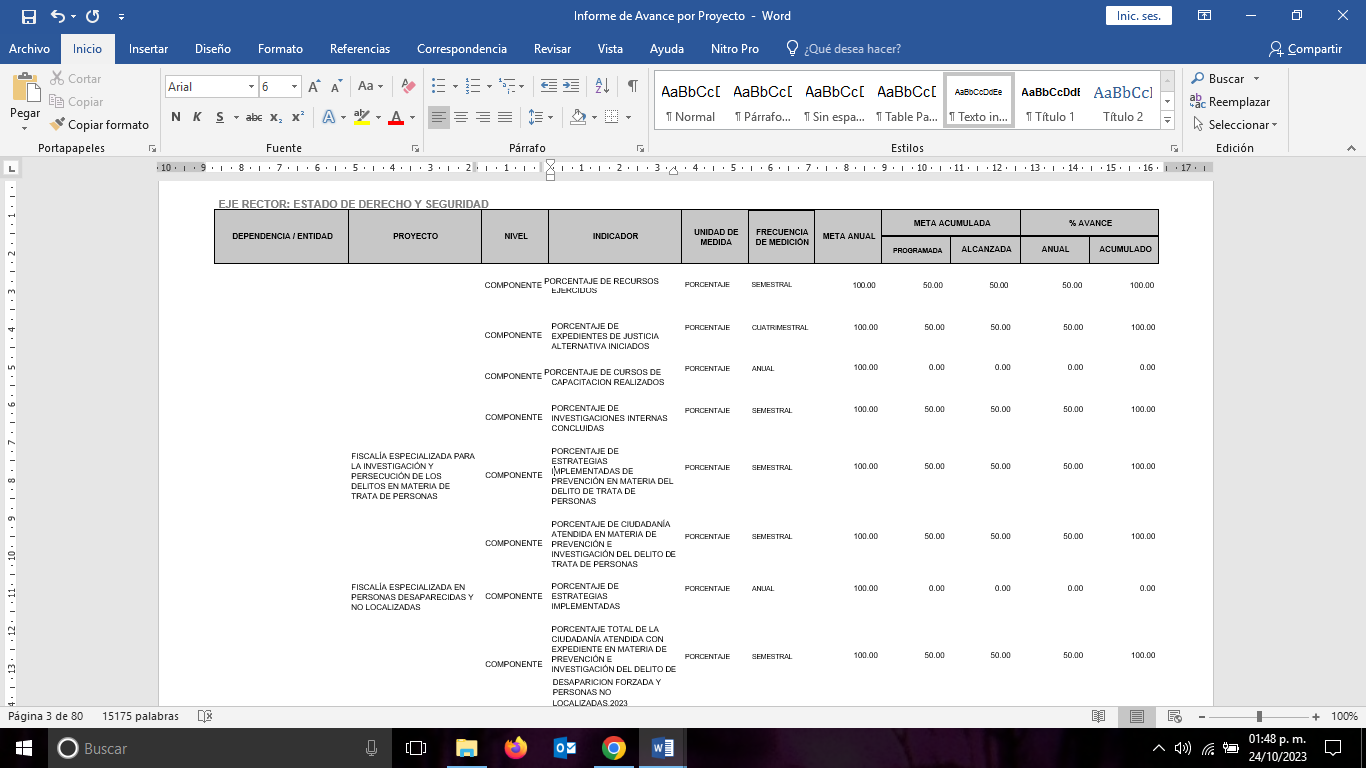 Informe de Avance por Proyecto - Word
Inic. ses.
Archivo Inicio Insertar Diseño Formato Referencias Correspondencia Revisar Vista Ayuda Nitro Pro ¿Qué desea hacer? Compartir
Pegar
Cortar
Copiar
Copiar formato
Portapapeles
Arial 6
N K S abc x₂ x²
Fuente
Párrafo
AaBbCcI AaBbCcI AaBbCcI AaBbCcI AaBbCcDdEe AaBbCcDdE AaBbCcI
¶ Normal ¶ Párrafo... ¶ Sin espa... ¶ Table Pa... ¶ Texto in... ¶ Título 1 Título 2
Estilos
Buscar
Reemplazar
Seleccionar
Edición
EJE RECTOR: ESTADO DE DERECHO Y SEGURIDAD
DEPENDENCIA / ENTIDAD PROYECTO NIVEL INDICADOR UNIDAD DE MEDIDA FRECUENCIA DE MEDICIÓN META ANUAL META ACUMULADA % AVANCE
PROGRAMADA ALCANZADA ANUAL ACUMULADO
COMPONENTE PORCENTAJE DE RECURSOS PORCENTAJE SEMESTRAL 100.00 50.00 50.00 50.00 100.00
EJERCIDOS
PORCENTAJE DE PORCENTAJE CUATRIMESTRAL 100.00 50.00 50.00 50.00 100.00
COMPONENTE EXPEDIENTES DE JUSTICIA
ALTERNATIVA INICIADOS
COMPONENTE PORCENTAJE DE CURSOS DE PORCENTAJE ANUAL 100.00 0.00 0.00 0.00 0.00
CAPACITACION REALIZADOS
PORCENTAJE DE PORCENTAJE SEMESTRAL 100.00 50.00 50.00 50.00 100.00
COMPONENTE INVESTIGACIONES INTERNAS
CONCLUIDAS
FISCALÍA ESPECIALIZADA PARA
LA INVESTIGACIÓN Y
PERSECUCIÓN DE LOS
DELITOS EN MATERIA DE
TRATA DE PERSONAS
COMPONENTE
PORCENTAJE DE
ESTRATEGIAS
IMPLEMENTADAS DE
PREVENCIÓN EN MATERIA DEL
DELITO DE TRATA DE
PERSONAS
PORCENTAJE SEMESTRAL 100.00 50.00 50.00 50.00 100.00
COMPONENTE
PORCENTAJE DE CIUDADANÍA
ATENDIDA EN MATERIA DE
PREVENCIÓN E
INVESTIGACIÓN DEL DELITO DE
TRATA DE PERSONAS
PORCENTAJE SEMESTRAL 100.00 50.00 50.00 50.00 100.00
FISCALÍA ESPECIALIZADA EN
PERSONAS DESAPARECIDAS Y
NO LOCALIZADAS
COMPONENTE
PORCENTAJE DE
ESTRATEGIAS
IMPLEMENTADAS
PORCENTAJE ANUAL 100.00 0.00 0.00 0.00 0.00
COMPONENTE
PORCENTAJE TOTAL DE LA
CIUDADANÍA ATENDIDA CON
EXPEDIENTE EN MATERIA DE
PREVENCIÓN E
INVESTIGACIÓN DEL DELITO DE
DESAPARICION FORZADA Y
PERSONAS NO
LOCALIZADAS 2023
PORCENTAJE SEMESTRAL 100.00 50.00 50.00 50.00 100.00
Página 3 de 80 15175 palabras 100%
Buscar
01:48 p. m.
24/10/2023